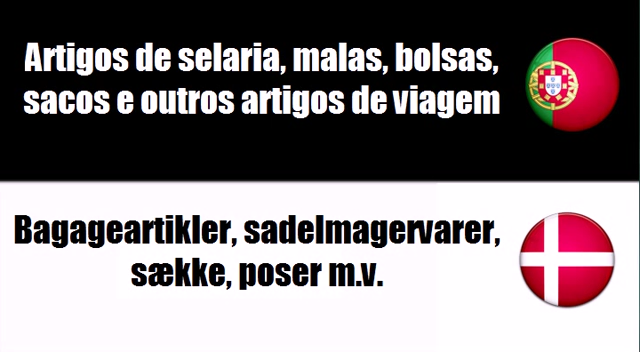 Artigos de selaria, malas, bolsas,
sacos e outros artigos de viagem
Bagageartikler, sadelmagervarer,
sække, poser m.v.